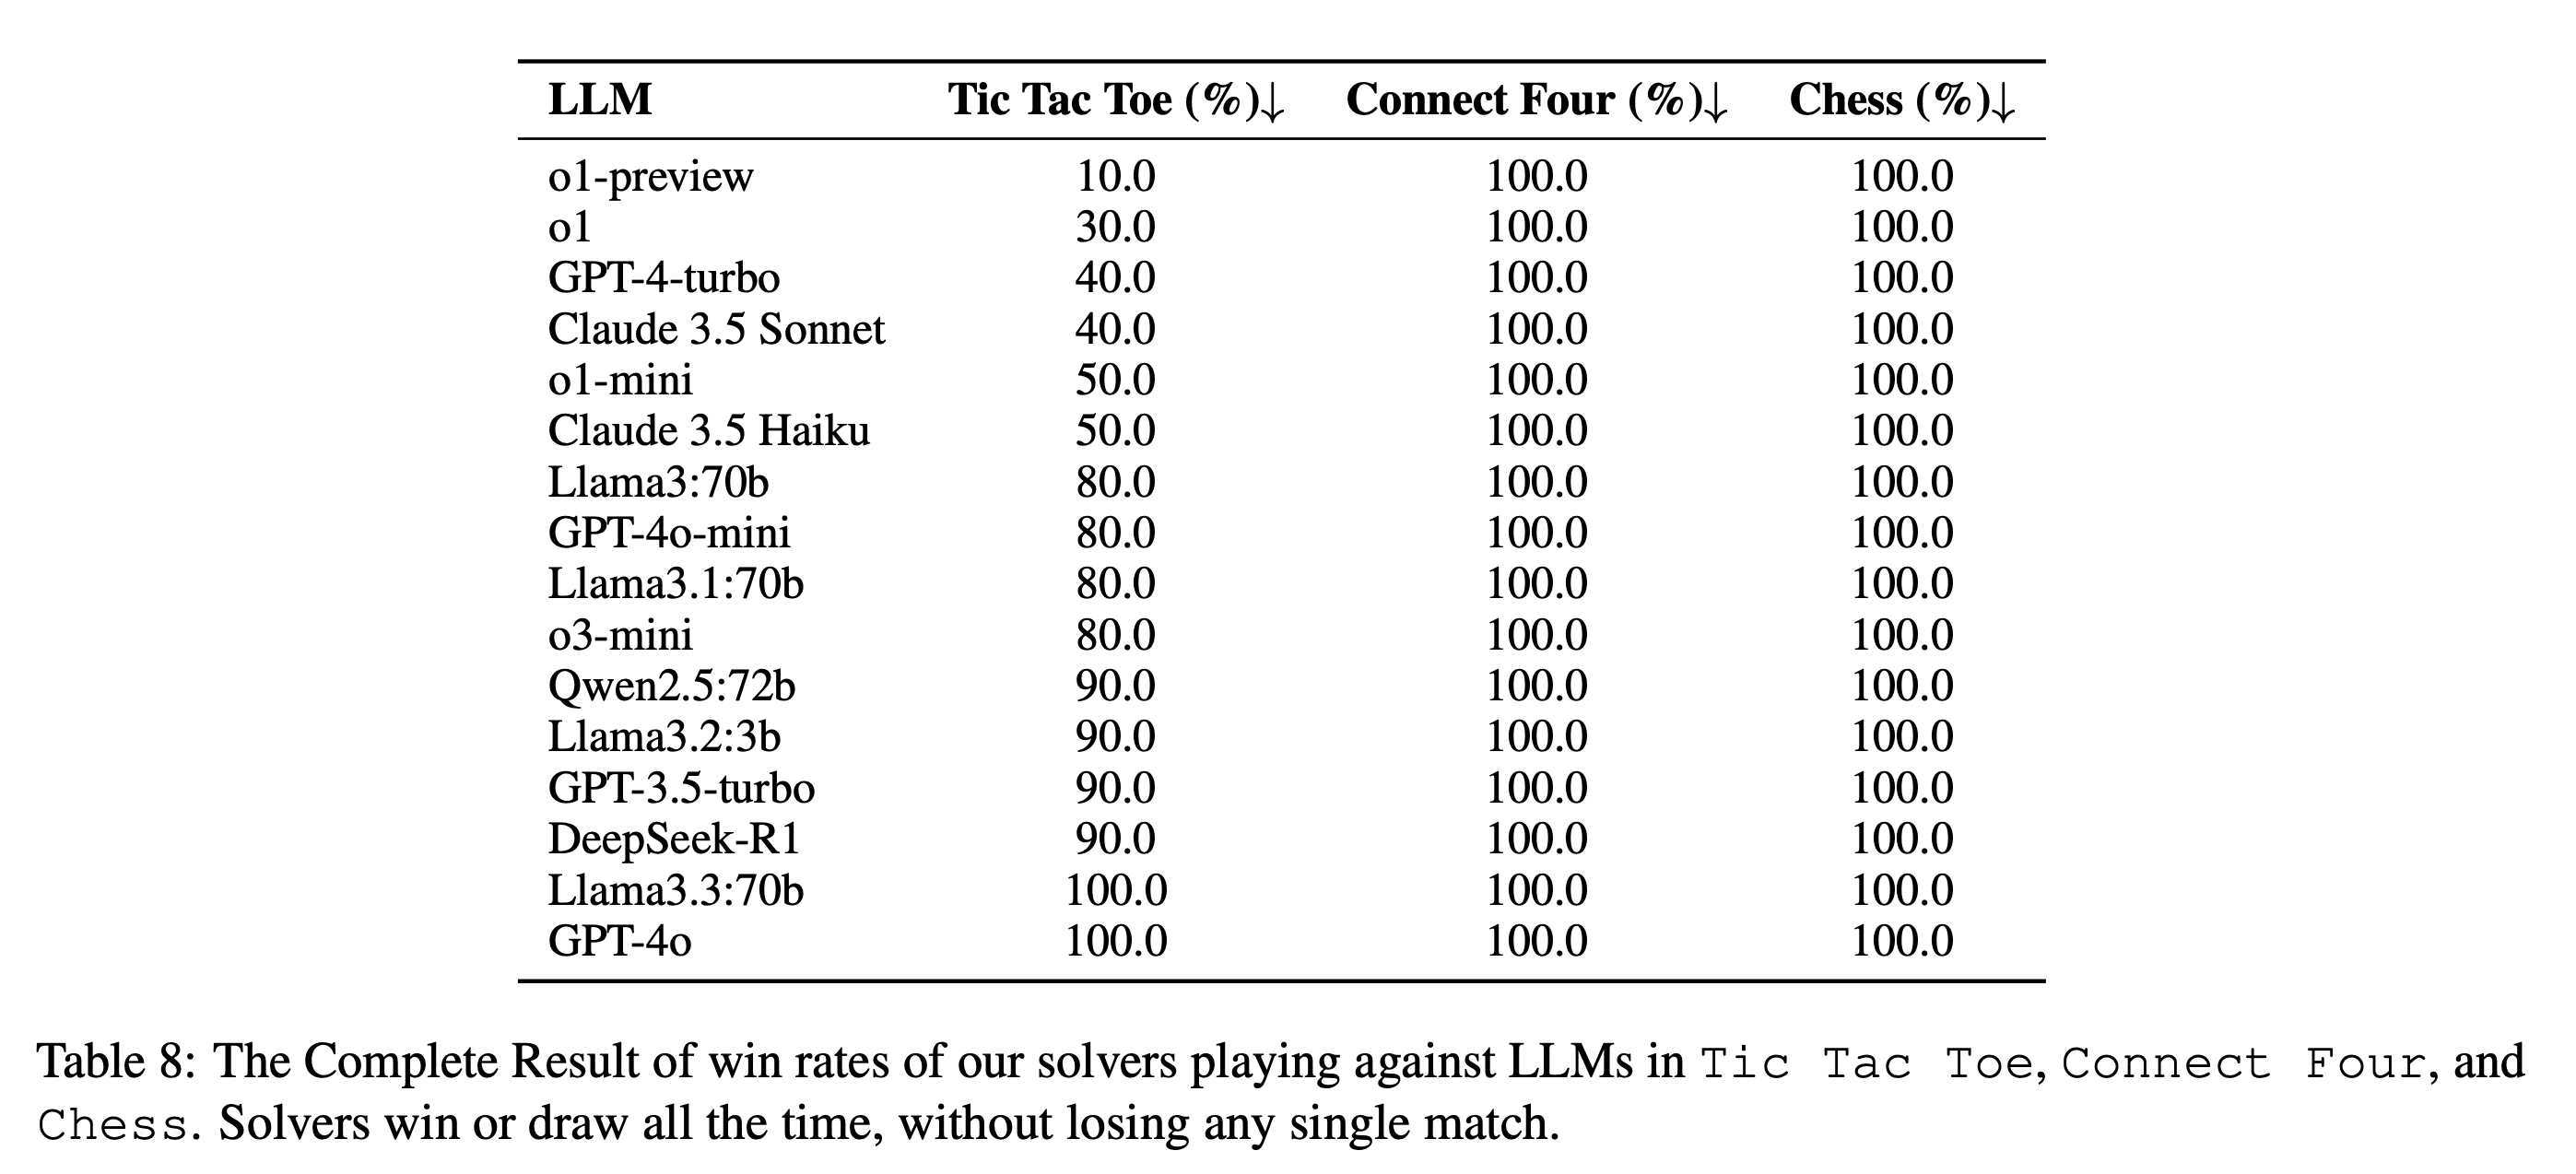 LLM Tic Tac Toe (%)↓ Connect Four (%)↓ Chess (%)↓
o1-preview 10.0 100.0 100.0
o1 30.0 100.0 100.0
GPT-4-turbo 40.0 100.0 100.0
Claude 3.5 Sonnet 40.0 100.0 100.0
o1-mini 50.0 100.0 100.0
Claude 3.5 Haiku 50.0 100.0 100.0
Llama3:70b 80.0 100.0 100.0
GPT-4o-mini 80.0 100.0 100.0
Llama3.1:70b 80.0 100.0 100.0
o3-mini 80.0 100.0 100.0
Qwen2.5:72b 90.0 100.0 100.0
Llama3.2:3b 90.0 100.0 100.0
GPT-3.5-turbo 90.0 100.0 100.0
DeepSeek-R1 90.0 100.0 100.0
Llama3.3:70b 100.0 100.0 100.0
GPT-4o 100.0 100.0 100.0
Table 8: The Complete Result of win rates of our solvers playing against LLMs in Tic Tac Toe, Connect Four, and
Chess. Solvers win or draw all the time, without losing any single match.